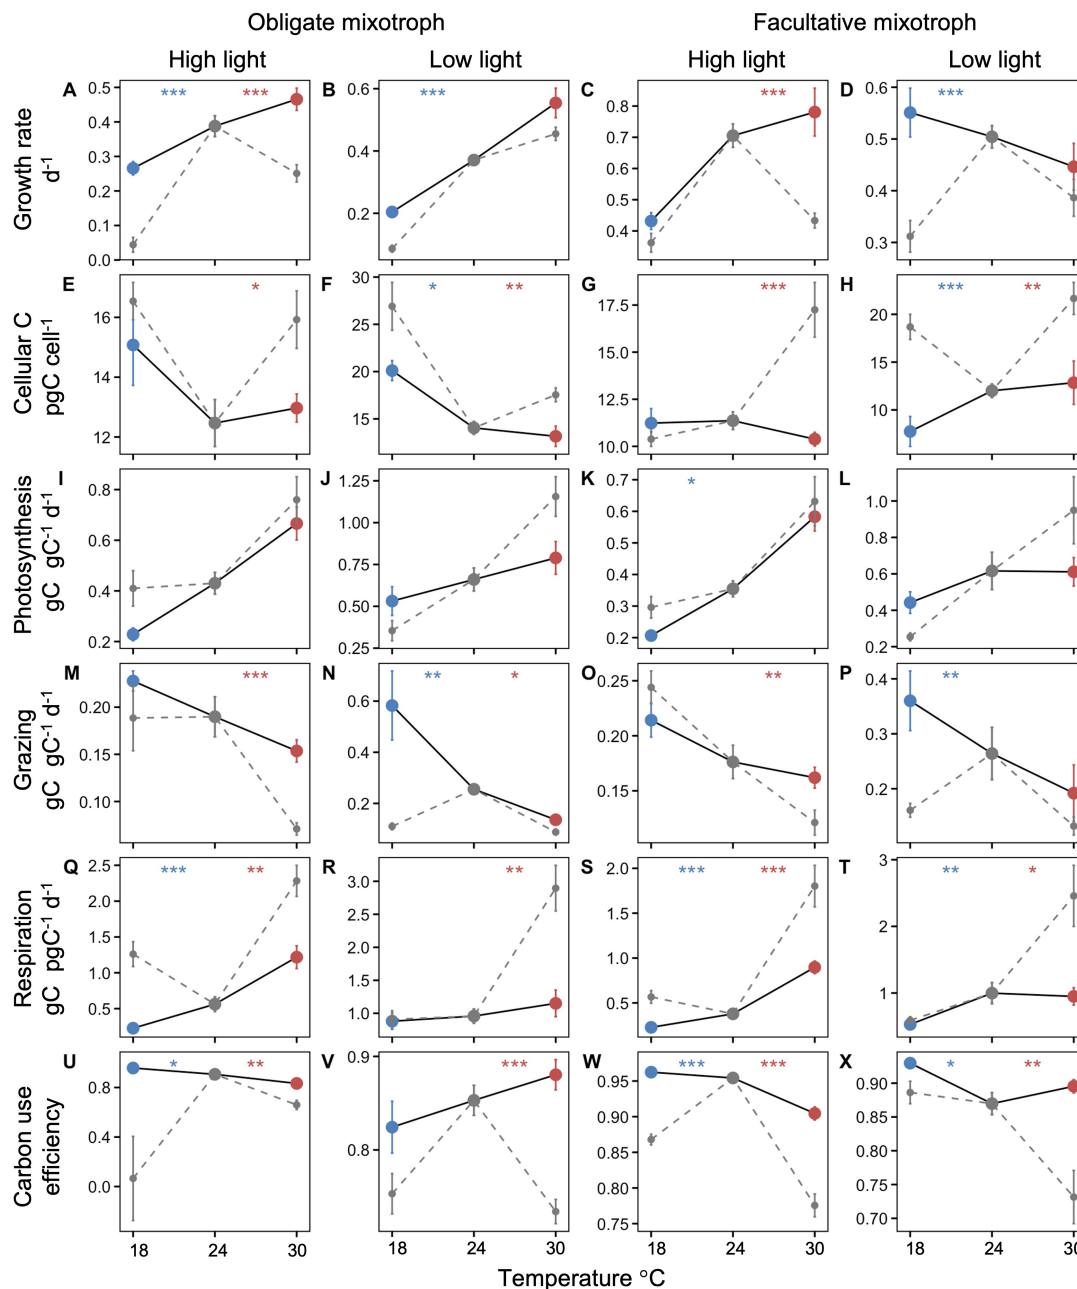 Obligate mixotroph Facultative mixotroph
High light Low light High light Low light
Growth rate
d⁻¹
A *** ***
0.5
0.4
0.3
0.2
0.1
0.0
B ***
0.6
0.4
0.2
C ***
0.8
0.7
0.6
0.5
0.4
D ***
0.6
0.5
0.4
0.3
Cellular C
pgC cell⁻¹
E *
16
14
12
F * **
30
25
20
15
G ***
17.5
15.0
12.5
10.0
H *** **
20
15
10
Photosynthesis
gC gC⁻¹ d⁻¹
I
0.8
0.6
0.4
0.2
J
1.25
1.00
0.75
0.50
0.25
K *
0.7
0.6
0.5
0.4
0.3
0.2
L
1.0
0.8
0.6
0.4
0.2
Grazing
gC gC⁻¹ d⁻¹
M ***
0.20
0.15
0.10
N ** *
0.6
0.4
0.2
O **
0.25
0.20
0.15
P **
0.4
0.3
0.2
Respiration
gC pgC⁻¹ d⁻¹
Q *** **
2.5
2.0
1.5
1.0
0.5
R **
3.0
2.5
2.0
1.5
1.0
S *** ***
2.0
1.5
1.0
0.5
T ** *
3
2
1
Carbon use
efficiency
U * **
0.8
0.4
0.0
V ***
0.9
0.8
W *** ***
0.95
0.90
0.85
0.80
0.75
X * **
0.90
0.85
0.75
0.70
0.80
18 24 30 18 24 30 18 24 30 18 24 30
Temperature °C